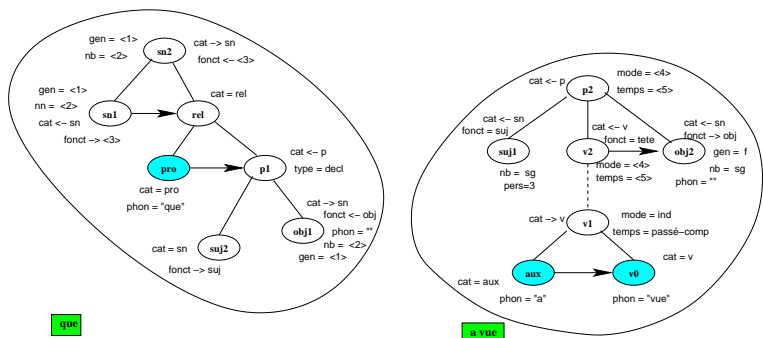 gen = <1>
nb = <2>
sn2
cat -> sn
fonct <- <3>
gen = <1>
nn = <2>
cat <- sn
fonct -> <3>
sn1
rel
cat = rel
pro
cat = pro
phon = "que"
p1
cat <- p
type = decl
suj2
cat = sn
fonct -> suj
obj1
cat -> sn
fonct <- obj
phon = ""
nb = <2>
gen = <1>
que
cat <- p
p2
mode = <4>
temps = <5>
cat <- sn
fonct = suj
suj1
nb = sg
pers=3
cat <- v
fonct = tete
v2
mode = <4>
temps = <5>
cat <- sn
fonct -> obj
obj2
gen = f
nb = sg
phon = ""
cat -> v
v1
mode = ind
temps = passé-comp
cat = aux
aux
phon = "a"
cat = v
v0
phon = "vue"
a vue